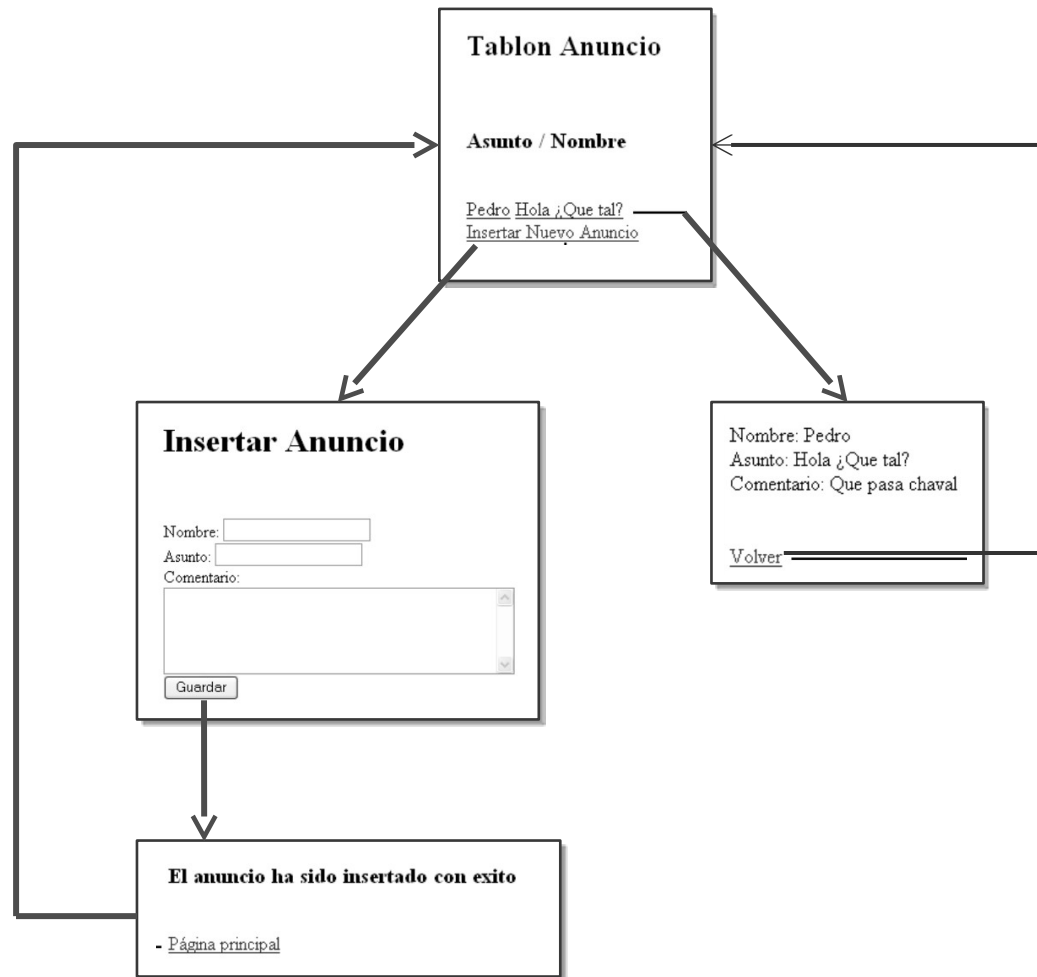 Tablon Anuncio
Asunto / Nombre
Pedro Hola ¿Que tal?
Insertar Nuevo Anuncio
Insertar Anuncio
Nombre:
Asunto:
Comentario:
Guardar
Nombre: Pedro
Asunto: Hola ¿Que tal?
Comentario: Que pasa chaval
Volver
El anuncio ha sido insertado con exito
- Página principal